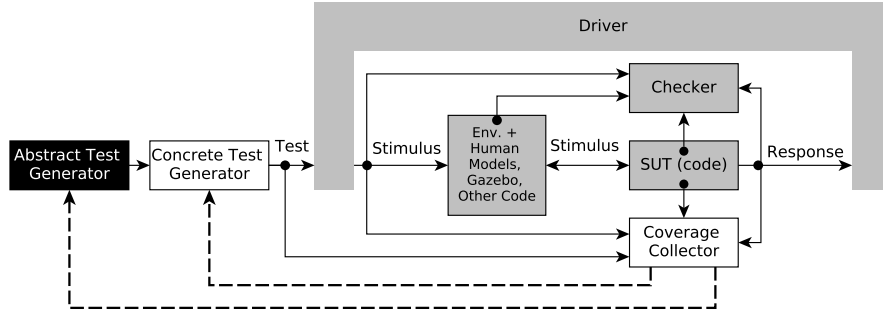 Driver
Checker
Test
Stimulus
Env. +
Human
Models,
Gazebo,
Other Code
Stimulus
Abstract Test
Generator
Concrete Test
Generator
SUT (code)
Response
Coverage
Collector